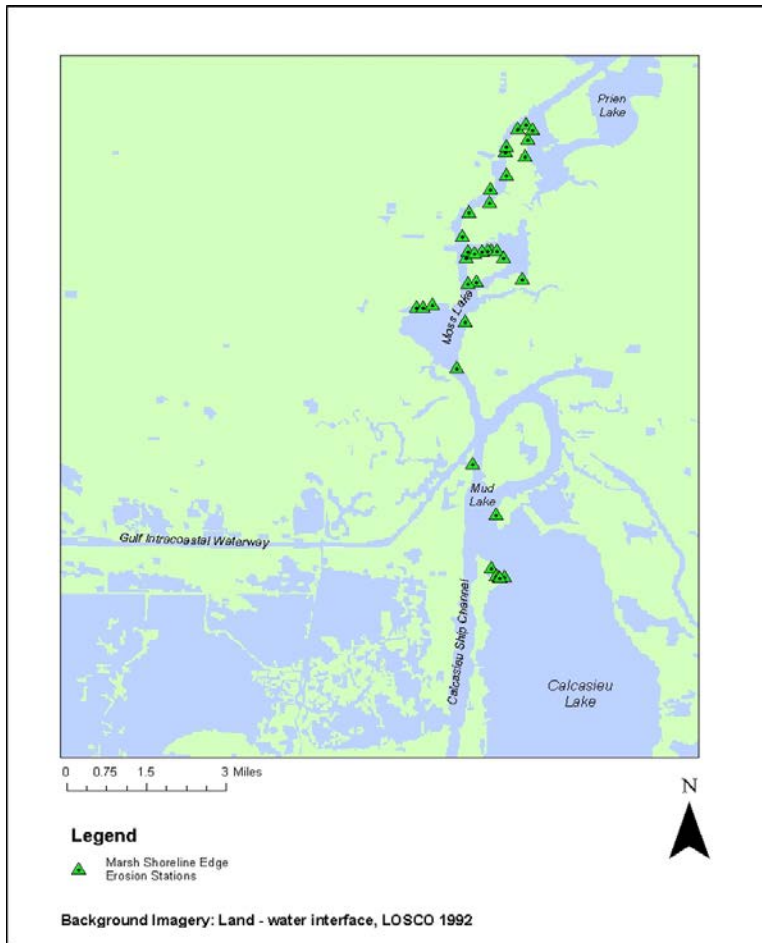 Prien
Lake
Moss Lake
Mud
Lake
Gulf Intracoastal Waterway
Calcasieu Ship Channel
Calcasieu
Lake
0 0.75 1.5 3 Miles
N
Legend
Marsh Shoreline Edge
Erosion Stations
Background Imagery: Land - water interface, LOSCO 1992